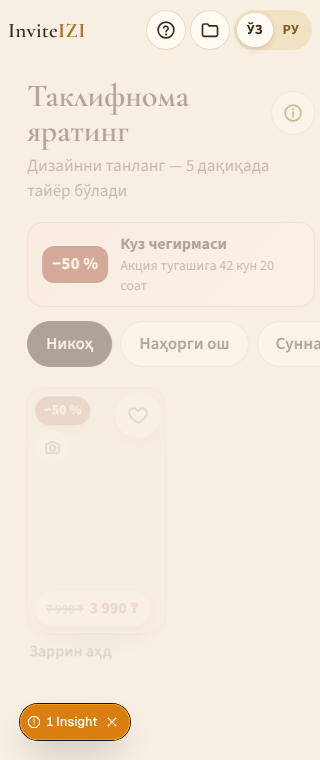 InviteIZI
ЎЗ
РУ
Таклифнома
яратинг
Дизайнни танланг — 5 дақиқада
тайёр бўлади
−50 %
Куз чегирмаси
Акция тугашига 42 кун 20
соат
Никоҳ
Наҳорги ош
Сунна
−50 %
7 990 ₸ 3 990 ₸
Заррин аҳд
1 Insight